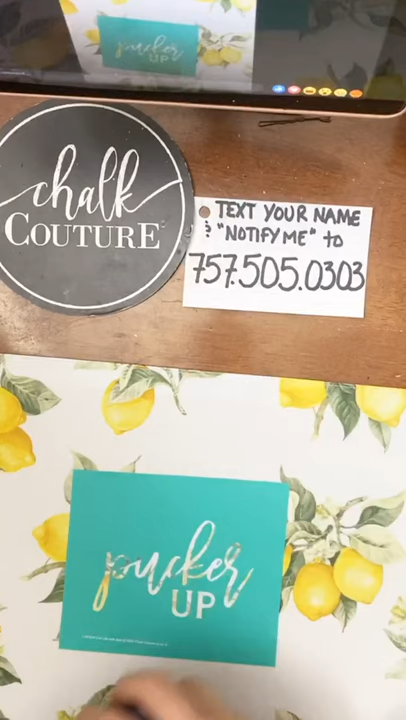 pucker
UP
chalk
COUTURE
TEXT YOUR NAME
& "NOTIFY ME" to
757.505.0303
pucker
UP